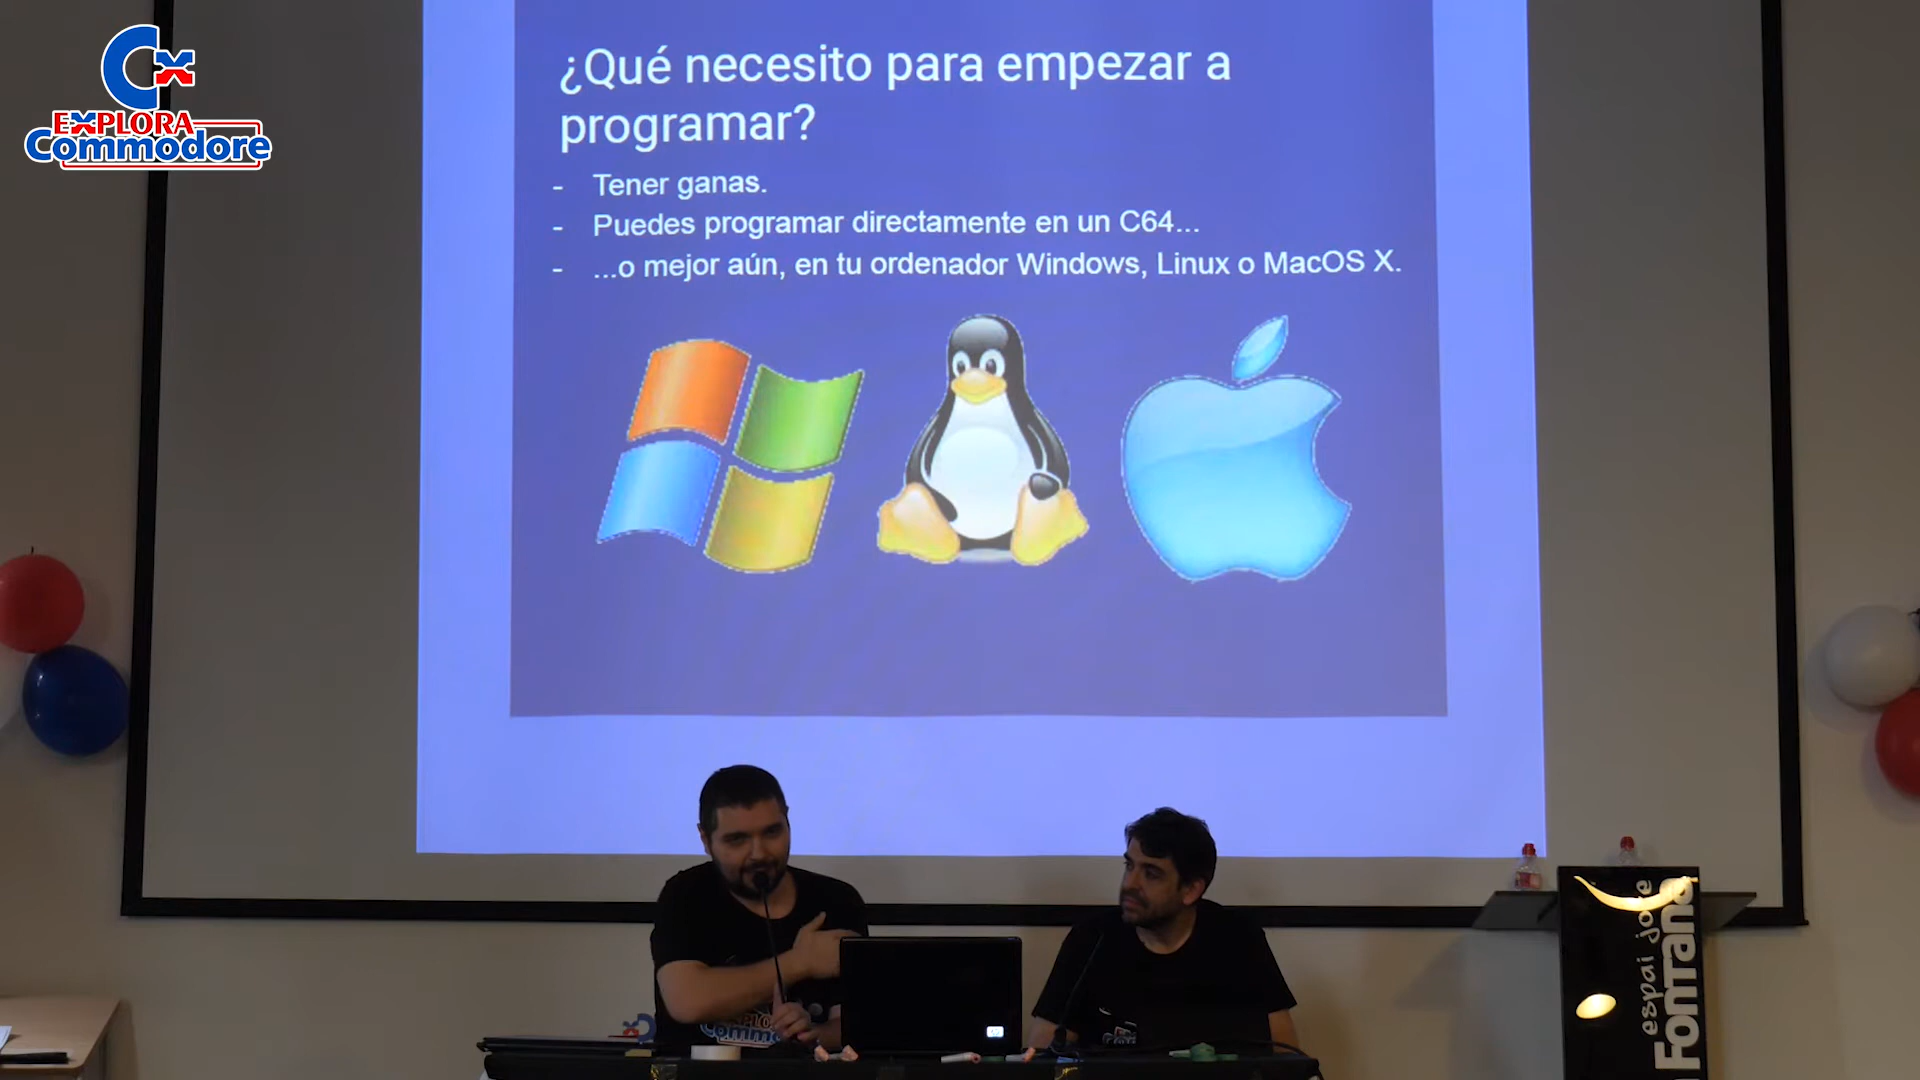 EXPLORA
Commodore
¿Qué necesito para empezar a
programar?
- Tener ganas.
- Puedes programar directamente en un C64...
- ...o mejor aún, en tu ordenador Windows, Linux o MacOS X.
espai jove
Fontana